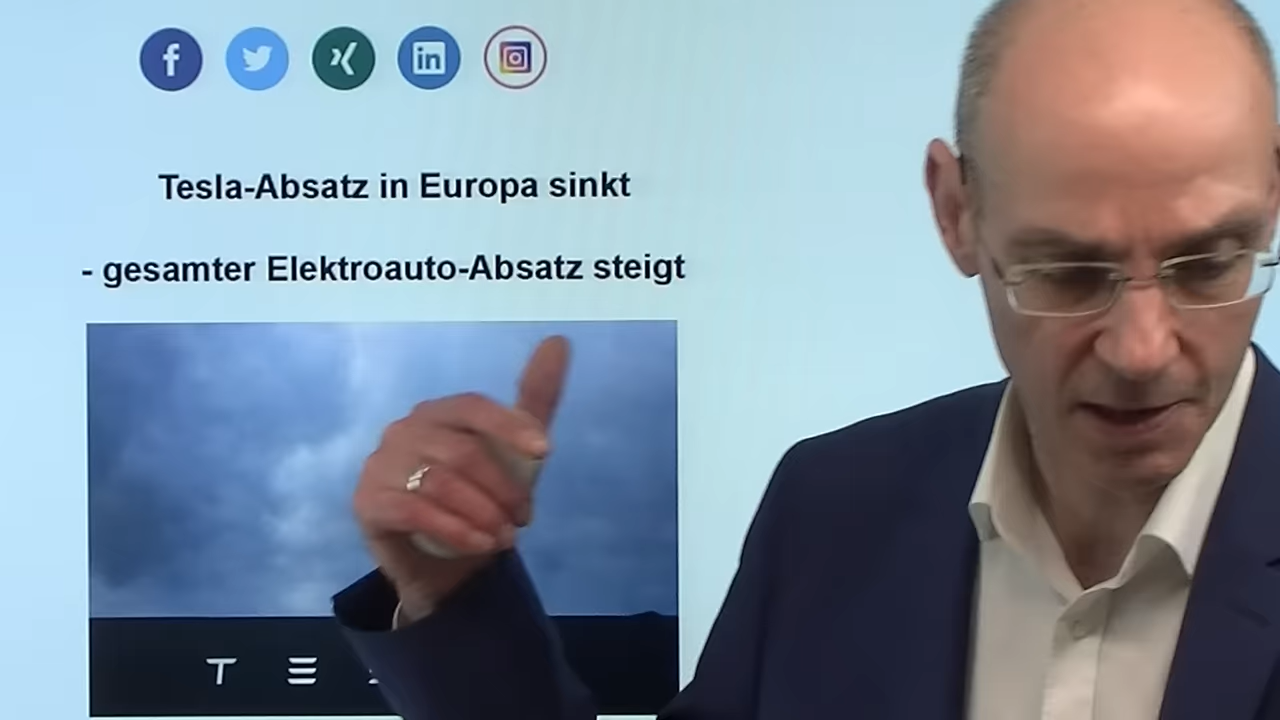 Tesla-Absatz in Europa sinkt
- gesamter Elektroauto-Absatz steigt
T E